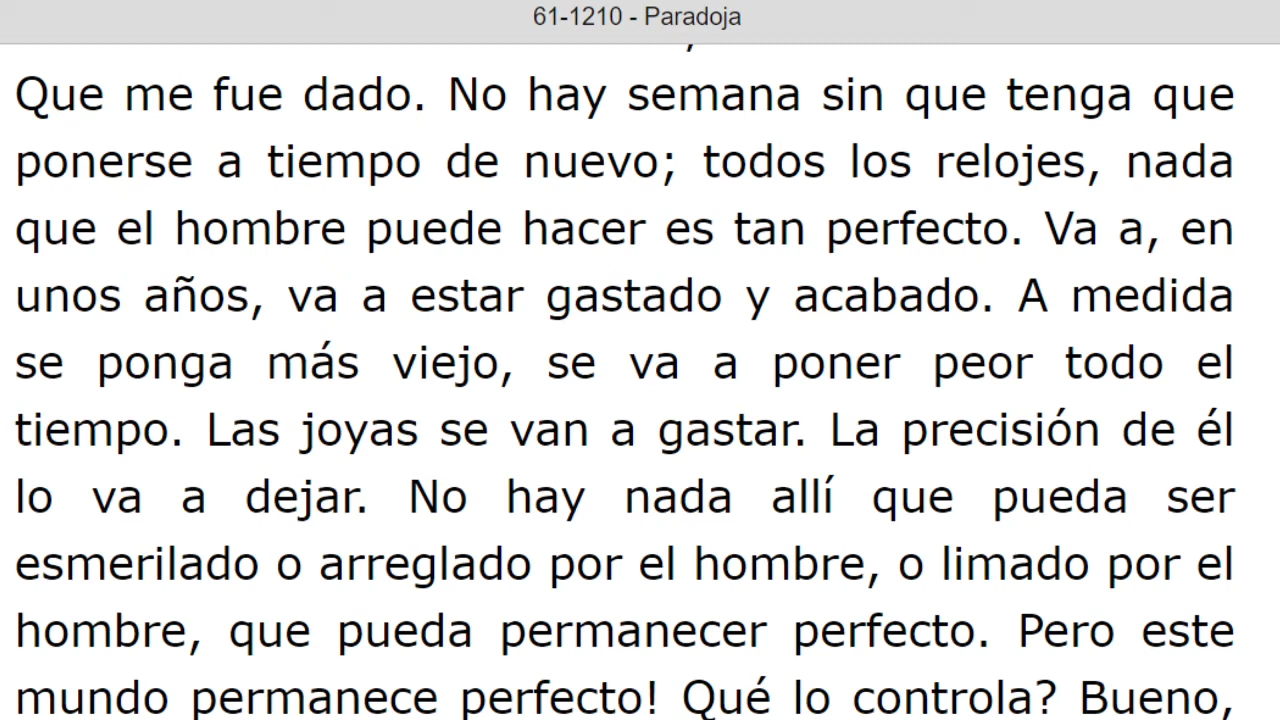 61-1210 - Paradoja
Que me fue dado. No hay semana sin que tenga que
ponerse a tiempo de nuevo; todos los relojes, nada
que el hombre puede hacer es tan perfecto. Va a, en
unos años, va a estar gastado y acabado. A medida
se ponga más viejo, se va a poner peor todo el
tiempo. Las joyas se van a gastar. La precisión de él
lo va a dejar. No hay nada allí que pueda ser
esmerilado o arreglado por el hombre, o limado por el
hombre, que pueda permanecer perfecto. Pero este
mundo permanece perfecto! Qué lo controla? Bueno,